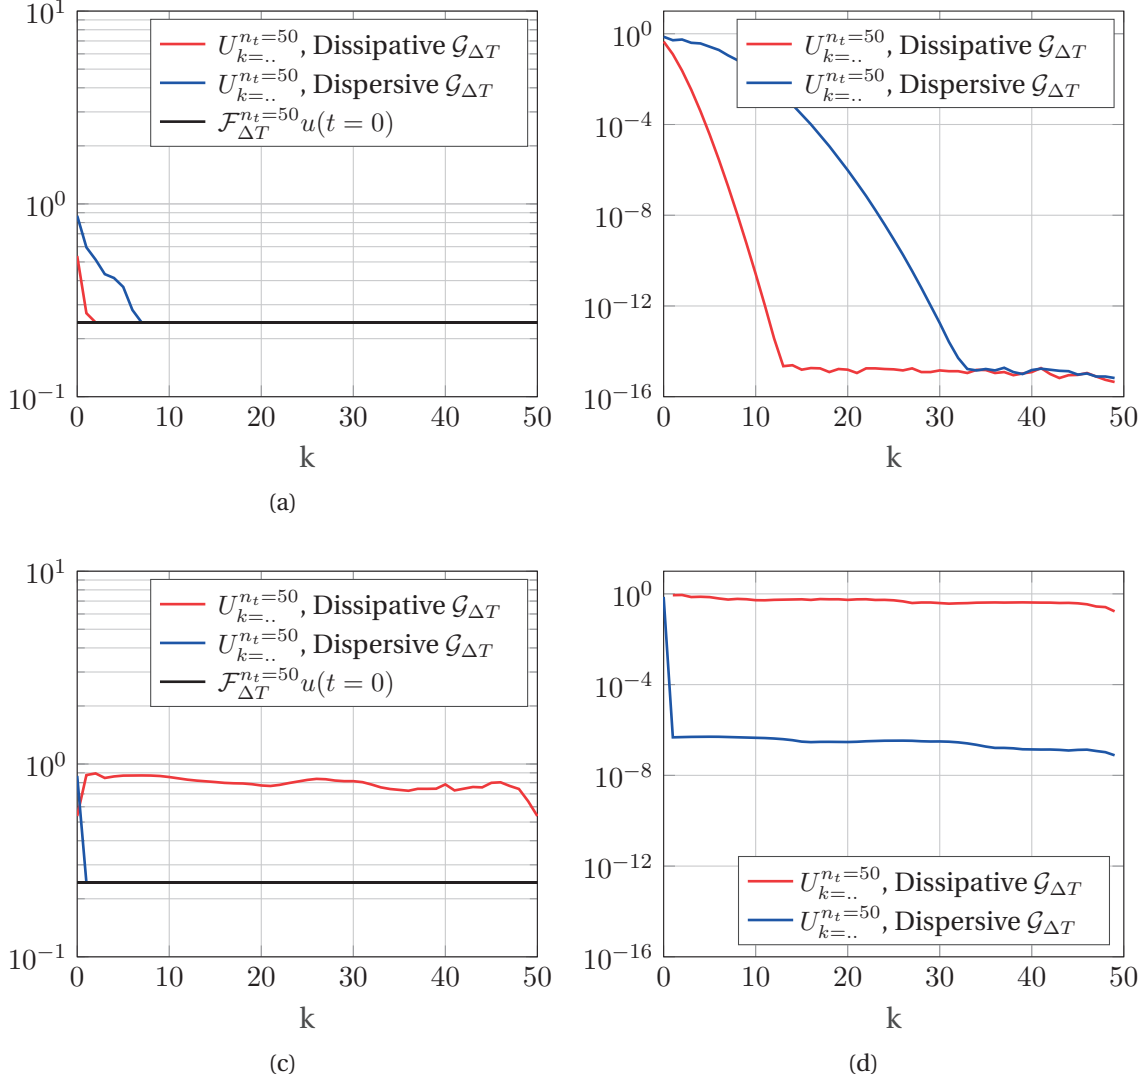 10^1
10^0
10^{-1}
U_{k=..}^{n_t=50}, Dissipative 𝒢_{ΔT}
U_{k=..}^{n_t=50}, Dispersive 𝒢_{ΔT}
ℱ_{ΔT}^{n_t=50} u(t = 0)
0 10 20 30 40 50
k
(a)
10^0
10^{-4}
10^{-8}
10^{-12}
10^{-16}
U_{k=..}^{n_t=50}, Dissipative 𝒢_{ΔT}
U_{k=..}^{n_t=50}, Dispersive 𝒢_{ΔT}
0 10 20 30 40 50
k
10^1
10^0
10^{-1}
U_{k=..}^{n_t=50}, Dissipative 𝒢_{ΔT}
U_{k=..}^{n_t=50}, Dispersive 𝒢_{ΔT}
ℱ_{ΔT}^{n_t=50} u(t = 0)
0 10 20 30 40 50
k
(c)
10^0
10^{-4}
10^{-8}
10^{-12}
10^{-16}
U_{k=..}^{n_t=50}, Dissipative 𝒢_{ΔT}
U_{k=..}^{n_t=50}, Dispersive 𝒢_{ΔT}
0 10 20 30 40 50
k
(d)